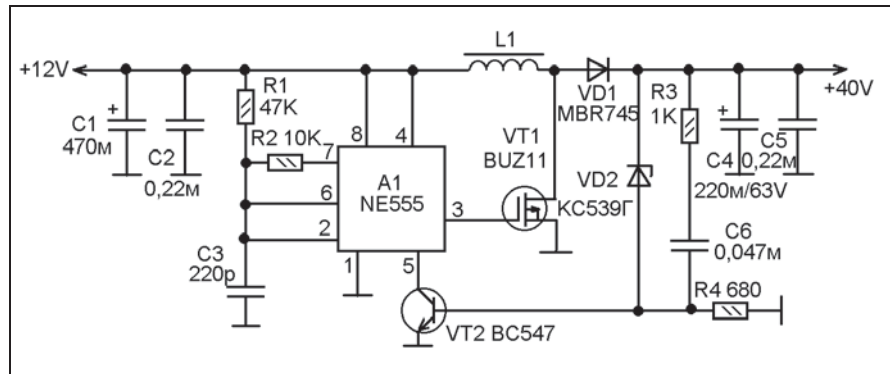 L1
+12V
+40V
R1
47K
VD1
MBR745
R3
1K
C1
+
470м
C2
0,22м
R2 10K
7
8
4
VT1
BUZ11
+
C4
220м/63V
C5
0,22м
A1
NE555
6
2
3
VD2
КС539Г
C3
220р
1
5
C6
0,047м
R4 680
VT2 BC547